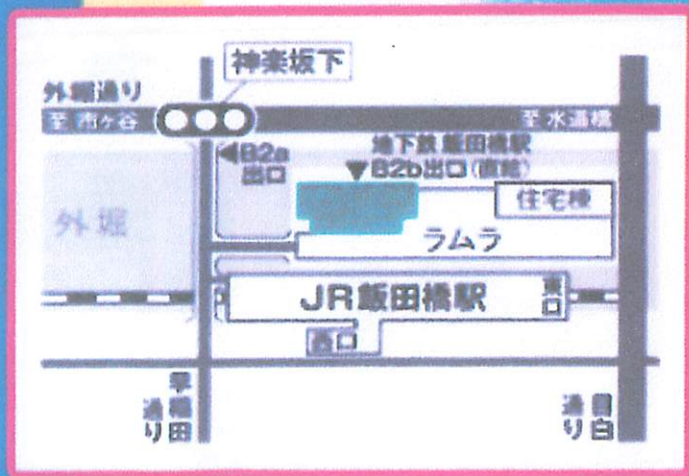 神楽坂下
外堀通り
至 市ヶ谷
至 水道橋
◀B2a
出口
地下鉄 飯田橋駅
▼B2b出口(直結)
住宅棟
外堀
ラムラ
JR飯田橋駅
東口
西口
早稲田通り
目白通り